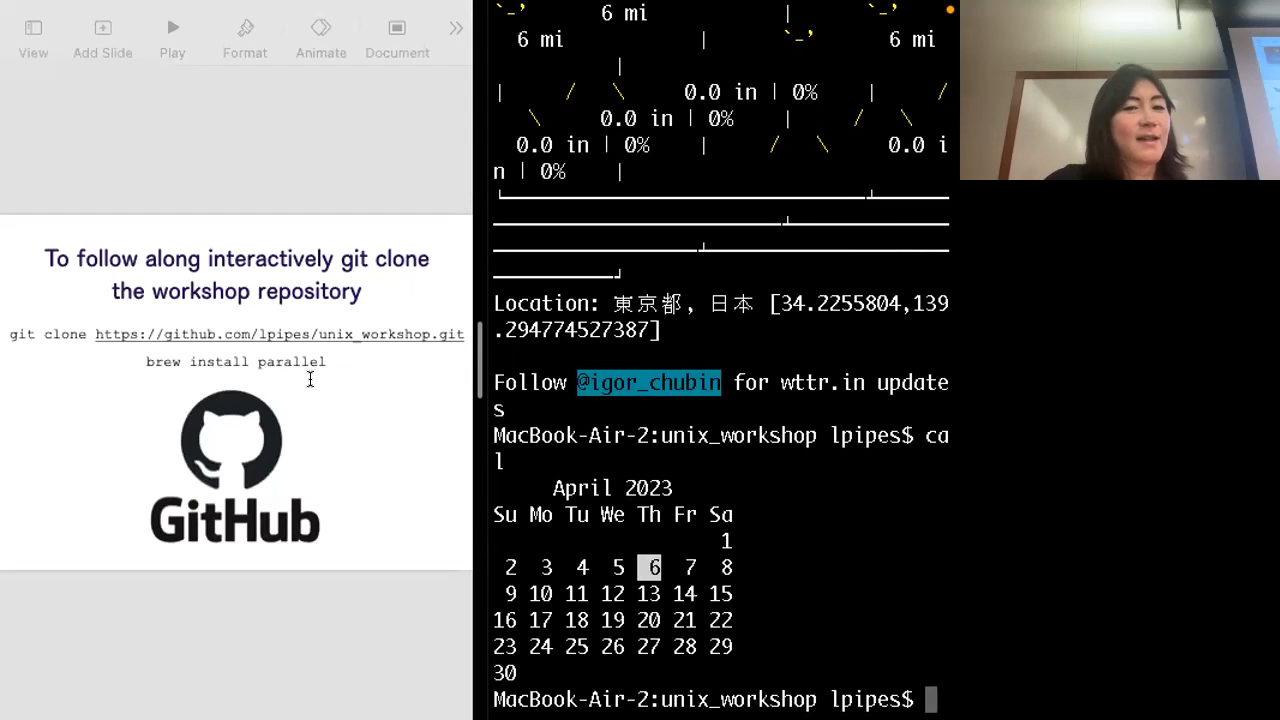 View
Add Slide
Play
Format
Animate
Document
To follow along interactively git clone
the workshop repository
git clone https://github.com/lpipes/unix_workshop.git
brew install parallel
GitHub
`-’ 6 mi | `-’
6 mi | `-’ 6 mi
|
| / \ 0.0 in | 0% | /
\ 0.0 in | 0% | / \
0.0 in | 0% | / \ 0.0 i
n | 0% |
Location: 東京都, 日本 [34.2255804,139
.294774527387]
Follow @igor_chubin for wttr.in update
s
MacBook-Air-2:unix_workshop lpipes$ ca
l
April 2023
Su Mo Tu We Th Fr Sa
1
2 3 4 5 6 7 8
9 10 11 12 13 14 15
16 17 18 19 20 21 22
23 24 25 26 27 28 29
30
MacBook-Air-2:unix_workshop lpipes$